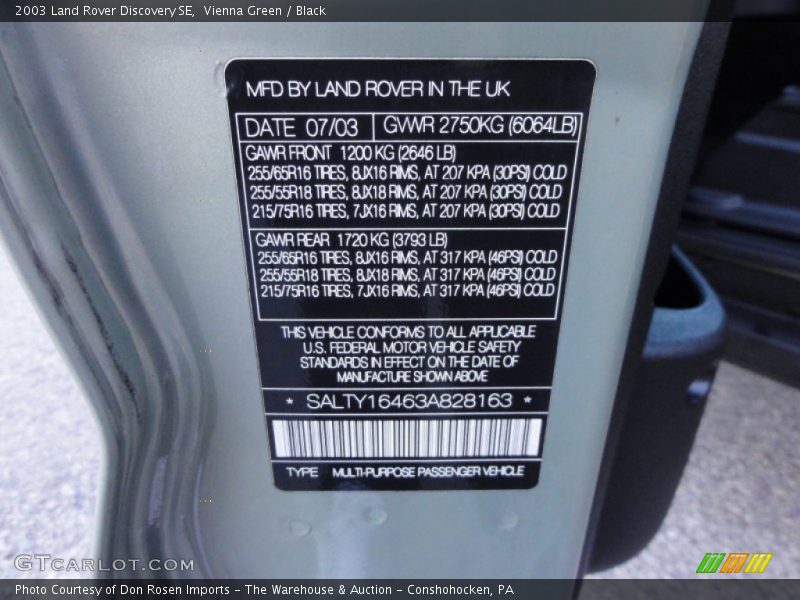 2003 Land Rover Discovery SE, Vienna Green / Black
MFD BY LAND ROVER IN THE UK
DATE 07/03 GVWR 2750KG (6064LB)
GAWR FRONT 1200 KG (2646 LB)
255/65R16 TIRES, 8JX16 RIMS, AT 207 KPA (30PSI) COLD
255/55R18 TIRES, 8JX18 RIMS, AT 207 KPA (30PSI) COLD
215/75R16 TIRES, 7JX16 RIMS, AT 207 KPA (30PSI) COLD
GAWR REAR 1720 KG (3793 LB)
255/65R16 TIRES, 8JX16 RIMS, AT 317 KPA (46PSI) COLD
255/55R18 TIRES, 8JX18 RIMS, AT 317 KPA (46PSI) COLD
215/75R16 TIRES, 7JX16 RIMS, AT 317 KPA (46PSI) COLD
THIS VEHICLE CONFORMS TO ALL APPLICABLE
U.S. FEDERAL MOTOR VEHICLE SAFETY
STANDARDS IN EFFECT ON THE DATE OF
MANUFACTURE SHOWN ABOVE
* SALTY16463A828163 *
TYPE MULTI-PURPOSE PASSENGER VEHICLE
GTCARLOT.COM
Photo Courtesy of Don Rosen Imports - The Warehouse & Auction - Conshohocken, PA